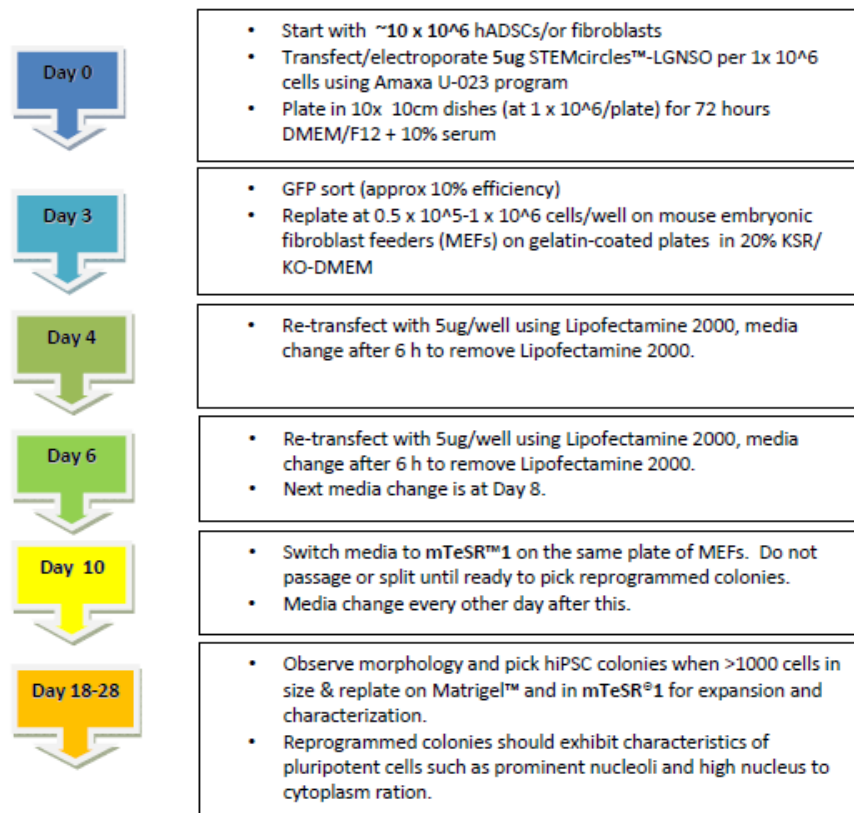 Day 0
• Start with ~10 x 10^6 hADSCs/or fibroblasts
• Transfect/electroporate 5ug STEMcircles™-LGNSO per 1x 10^6
cells using Amaxa U-023 program
• Plate in 10x 10cm dishes (at 1 x 10^6/plate) for 72 hours
DMEM/F12 + 10% serum
Day 3
• GFP sort (approx 10% efficiency)
• Replate at 0.5 x 10^5-1 x 10^6 cells/well on mouse embryonic
fibroblast feeders (MEFs) on gelatin-coated plates in 20% KSR/
KO-DMEM
Day 4
• Re-transfect with 5ug/well using Lipofectamine 2000, media
change after 6 h to remove Lipofectamine 2000.
Day 6
• Re-transfect with 5ug/well using Lipofectamine 2000, media
change after 6 h to remove Lipofectamine 2000.
• Next media change is at Day 8.
Day 10
• Switch media to mTeSR™1 on the same plate of MEFs. Do not
passage or split until ready to pick reprogrammed colonies.
• Media change every other day after this.
Day 18-28
• Observe morphology and pick hiPSC colonies when >1000 cells in
size & replate on Matrigel™ and in mTeSR®1 for expansion and
characterization.
• Reprogrammed colonies should exhibit characteristics of
pluripotent cells such as prominent nucleoli and high nucleus to
cytoplasm ration.